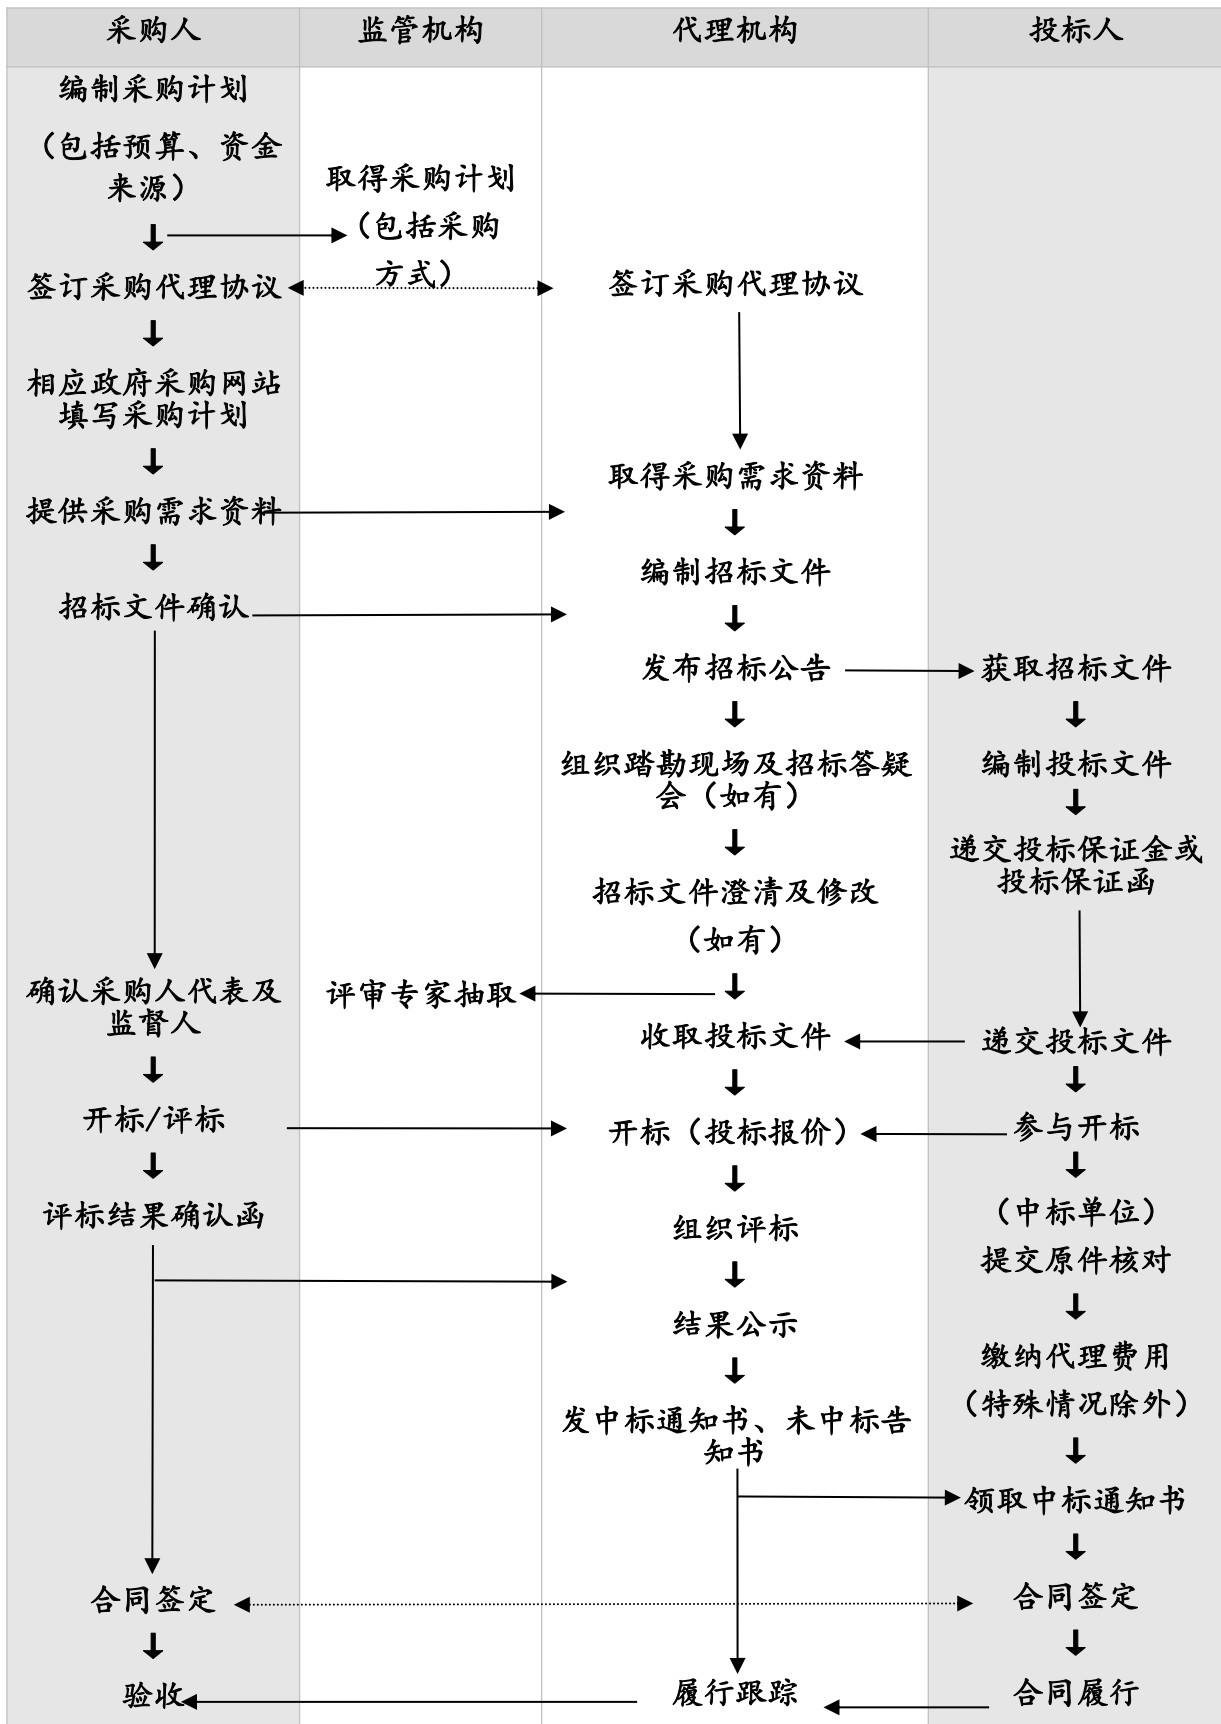 采购人
监管机构
代理机构
投标人
编制采购计划
（包括预算、资金
来源）
签订采购代理协议
相应政府采购网站
填写采购计划
提供采购需求资料
招标文件确认
确认采购人代表及
监督人
开标/评标
评标结果确认函
合同签定
验收
取得采购计划
（包括采购
方式）
评审专家抽取
签订采购代理协议
取得采购需求资料
编制招标文件
发布招标公告
组织踏勘现场及招标答疑
会（如有）
招标文件澄清及修改
（如有）
收取投标文件
开标（投标报价）
组织评标
结果公示
发中标通知书、未中标告
知书
履行跟踪
获取招标文件
编制投标文件
递交投标保证金或
投标保证函
递交投标文件
参与开标
（中标单位）
提交原件核对
缴纳代理费用
（特殊情况除外）
领取中标通知书
合同签定
合同履行